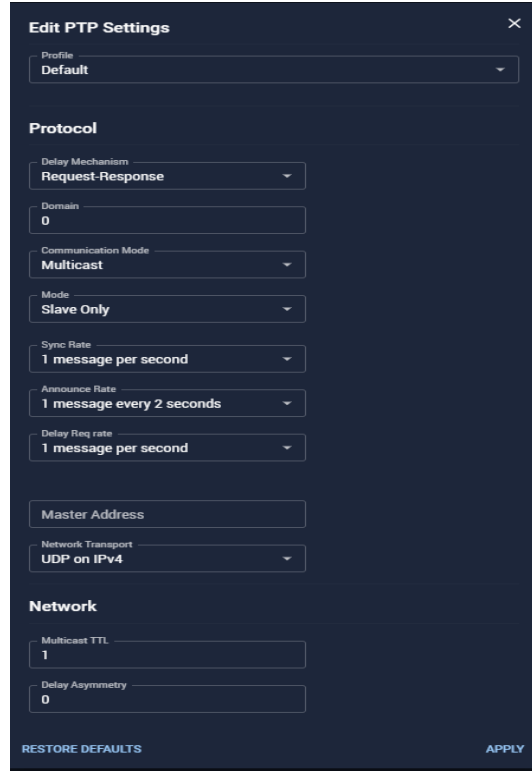 Edit PTP Settings
Profile
Default
Protocol
Delay Mechanism
Request-Response
Domain
0
Communication Mode
Multicast
Mode
Slave Only
Sync Rate
1 message per second
Announce Rate
1 message every 2 seconds
Delay Req rate
1 message per second
Master Address
Network Transport
UDP on IPv4
Network
Multicast TTL
1
Delay Asymmetry
0
RESTORE DEFAULTS APPLY